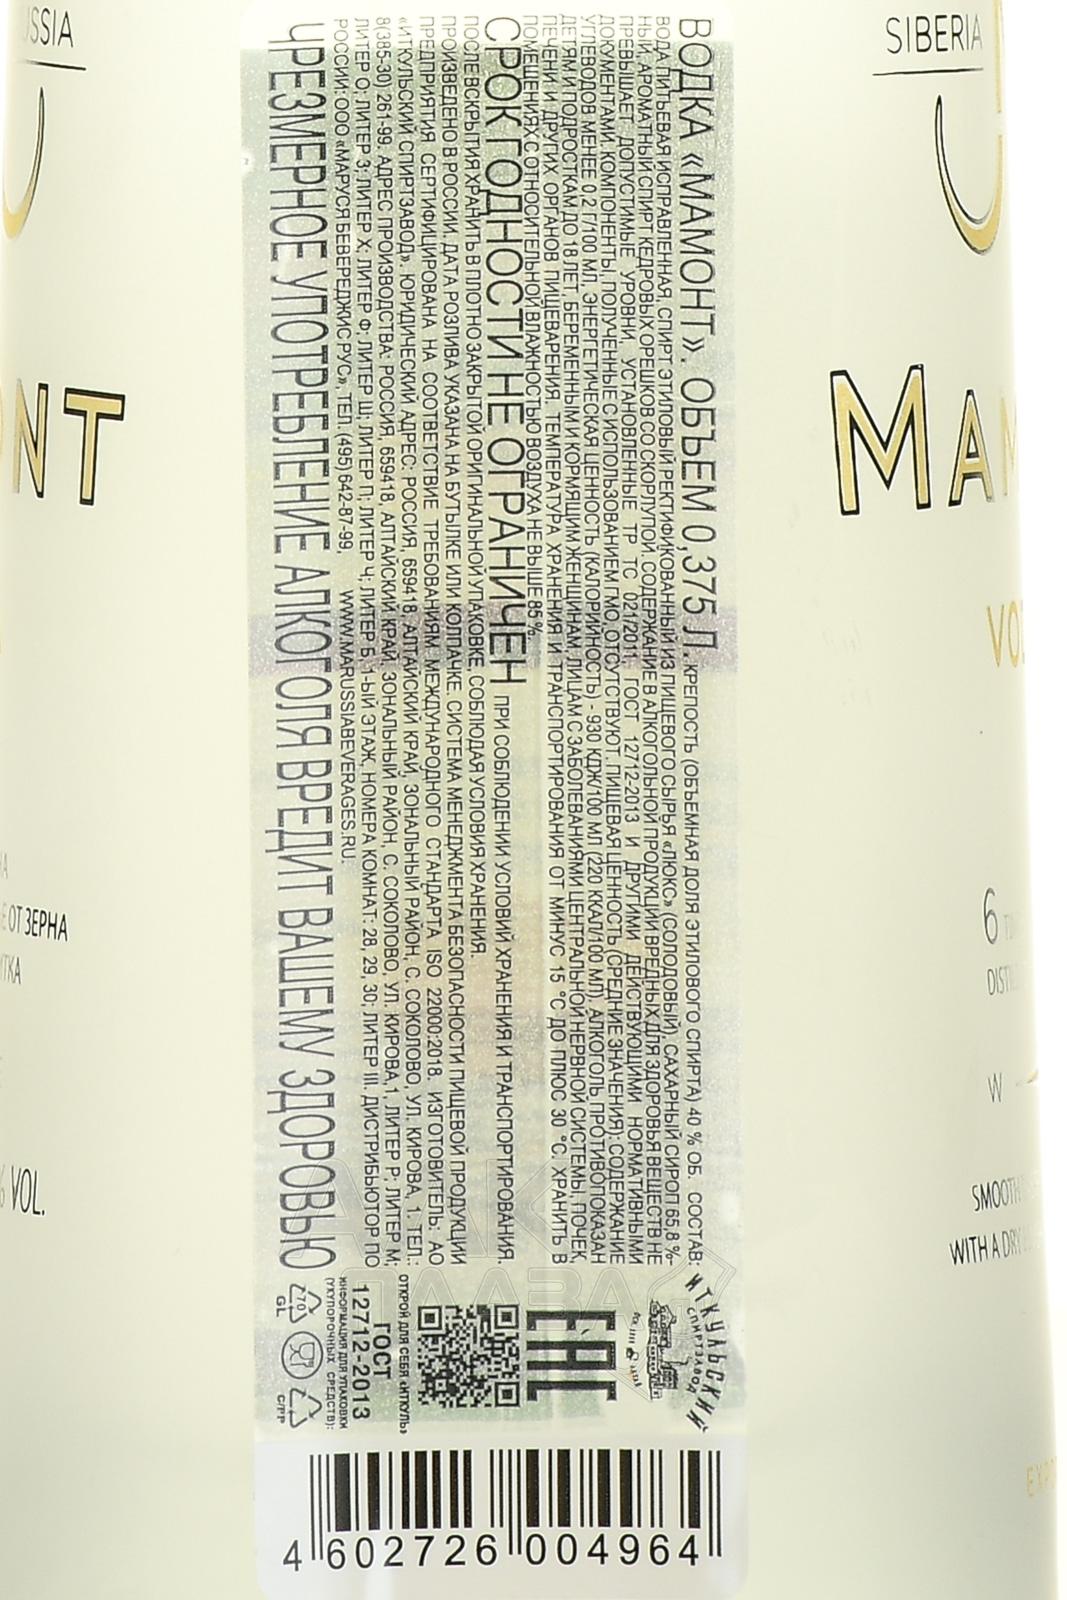 USSIA
ONT
Е ОТ ЗЕРНА
ТКА
% VOL.
ВОДКА «МАМОНТ». ОБЪЕМ 0,375 Л. КРЕПОСТЬ (ОБЪЕМНАЯ ДОЛЯ ЭТИЛОВОГО СПИРТА) 40 % ОБ. СОСТАВ:
ВОДА ПИТЬЕВАЯ ИСПРАВЛЕННАЯ, СПИРТ ЭТИЛОВЫЙ РЕКТИФИКОВАННЫЙ ИЗ ПИЩЕВОГО СЫРЬЯ «ЛЮКС» (СОЛОДОВЫЙ), САХАРНЫЙ СИРОП 65,8 %-
НЫЙ, АРОМАТНЫЙ СПИРТ КЕДРОВЫХ ОРЕШКОВ СО СКОРЛУПОЙ. СОДЕРЖАНИЕ В АЛКОГОЛЬНОЙ ПРОДУКЦИИ ВРЕДНЫХ ДЛЯ ЗДОРОВЬЯ ВЕЩЕСТВ НЕ
ПРЕВЫШАЕТ ДОПУСТИМЫЕ УРОВНИ, УСТАНОВЛЕННЫЕ ТР ТС 021/2011, ГОСТ 12712-2013 И ДРУГИМИ ДЕЙСТВУЮЩИМИ НОРМАТИВНЫМИ
ДОКУМЕНТАМИ. КОМПОНЕНТЫ, ПОЛУЧЕННЫЕ С ИСПОЛЬЗОВАНИЕМ ГМО, ОТСУТСТВУЮТ. ПИЩЕВАЯ ЦЕННОСТЬ (СРЕДНИЕ ЗНАЧЕНИЯ): СОДЕРЖАНИЕ
УГЛЕВОДОВ МЕНЕЕ 0,2 Г/100 МЛ, ЭНЕРГЕТИЧЕСКАЯ ЦЕННОСТЬ (КАЛОРИЙНОСТЬ) - 930 КДЖ/100 МЛ (220 ККАЛ/100 МЛ). АЛКОГОЛЬ ПРОТИВОПОКАЗАН
ДЕТЯМ И ПОДРОСТКАМ ДО 18 ЛЕТ, БЕРЕМЕННЫМ И КОРМЯЩИМ ЖЕНЩИНАМ, ЛИЦАМ С ЗАБОЛЕВАНИЯМИ ЦЕНТРАЛЬНОЙ НЕРВНОЙ СИСТЕМЫ, ПОЧЕК,
ПЕЧЕНИ И ДРУГИХ ОРГАНОВ ПИЩЕВАРЕНИЯ. ТЕМПЕРАТУРА ХРАНЕНИЯ И ТРАНСПОРТИРОВАНИЯ ОТ МИНУС 15 °С ДО ПЛЮС 30 °С. ХРАНИТЬ В
ПОМЕЩЕНИЯХ С ОТНОСИТЕЛЬНОЙ ВЛАЖНОСТЬЮ ВОЗДУХА НЕ ВЫШЕ 85 %.
СРОК ГОДНОСТИ НЕ ОГРАНИЧЕН ПРИ СОБЛЮДЕНИИ УСЛОВИЙ ХРАНЕНИЯ И ТРАНСПОРТИРОВАНИЯ.
ПОСЛЕ ВСКРЫТИЯ ХРАНИТЬ В ПЛОТНО ЗАКРЫТОЙ ОРИГИНАЛЬНОЙ УПАКОВКЕ, СОБЛЮДАЯ УСЛОВИЯ ХРАНЕНИЯ.
ПРОИЗВЕДЕНО В РОССИИ. ДАТА РОЗЛИВА УКАЗАНА НА БУТЫЛКЕ ИЛИ КОЛПАЧКЕ. СИСТЕМА МЕНЕДЖМЕНТА БЕЗОПАСНОСТИ ПИЩЕВОЙ ПРОДУКЦИИ
ПРЕДПРИЯТИЯ СЕРТИФИЦИРОВАНА НА СООТВЕТСТВИЕ ТРЕБОВАНИЯМ МЕЖДУНАРОДНОГО СТАНДАРТА ISO 22000:2018. ИЗГОТОВИТЕЛЬ: АО
«ИТКУЛЬСКИЙ СПИРТЗАВОД». ЮРИДИЧЕСКИЙ АДРЕС: РОССИЯ, 659418, АЛТАЙСКИЙ КРАЙ, ЗОНАЛЬНЫЙ РАЙОН, С. СОКОЛОВО, УЛ. КИРОВА, 1. ТЕЛ.:
8(385-30) 261-99. АДРЕС ПРОИЗВОДСТВА: РОССИЯ, 659418, АЛТАЙСКИЙ КРАЙ, ЗОНАЛЬНЫЙ РАЙОН, С. СОКОЛОВО, УЛ. КИРОВА,1, ЛИТЕР Р; ЛИТЕР М;
ЛИТЕР О; ЛИТЕР З; ЛИТЕР Х; ЛИТЕР Ф; ЛИТЕР Ш; ЛИТЕР П; ЛИТЕР Ч; ЛИТЕР Б, 1-ЫЙ ЭТАЖ, НОМЕРА КОМНАТ: 28, 29, 30; ЛИТЕР III. ДИСТРИБЬЮТОР ПО
РОССИИ: ООО «МАРУСЯ БЕВЕРЕДЖИС РУС», ТЕЛ. (495) 642-87-99, WWW.MARUSSIABEVERAGES.RU.
ЧРЕЗМЕРНОЕ УПОТРЕБЛЕНИЕ АЛКОГОЛЯ ВРЕДИТ ВАШЕМУ ЗДОРОВЬЮ
ИТКУЛЬСКИЙ
СПИРТЗАВОД
ЕАС
ОТКРОЙ ДЛЯ СЕБЯ «ИТКУЛЬ»
ГОСТ
12712-2013
ИНФОРМАЦИЯ ДЛЯ УПАКОВКИ
(УКУПОРОЧНЫХ СРЕДСТВ):
70
GL
C/PP
4 602726 004964
SIBERIA
MAM
VOD
6
DISTIL
W
SMOOTH
WITH A DRY
EXPO